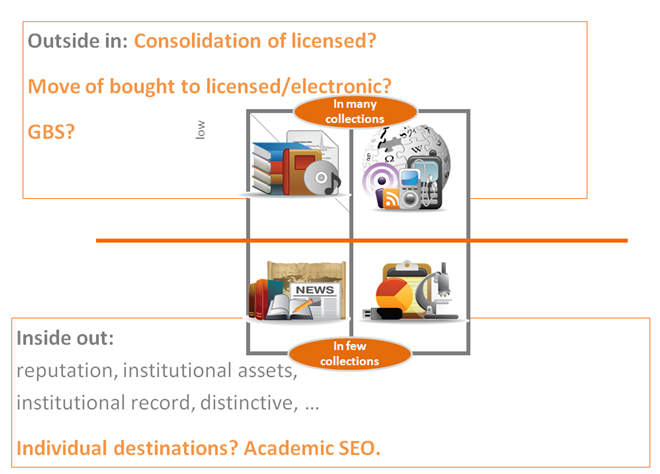 Outside in: Consolidation of licensed?
Move of bought to licensed/electronic?
In many
collections
GBS?
low
W
NEWS
In few
collections
Inside out:
reputation, institutional assets,
institutional record, distinctive, ...
Individual destinations? Academic SEO.